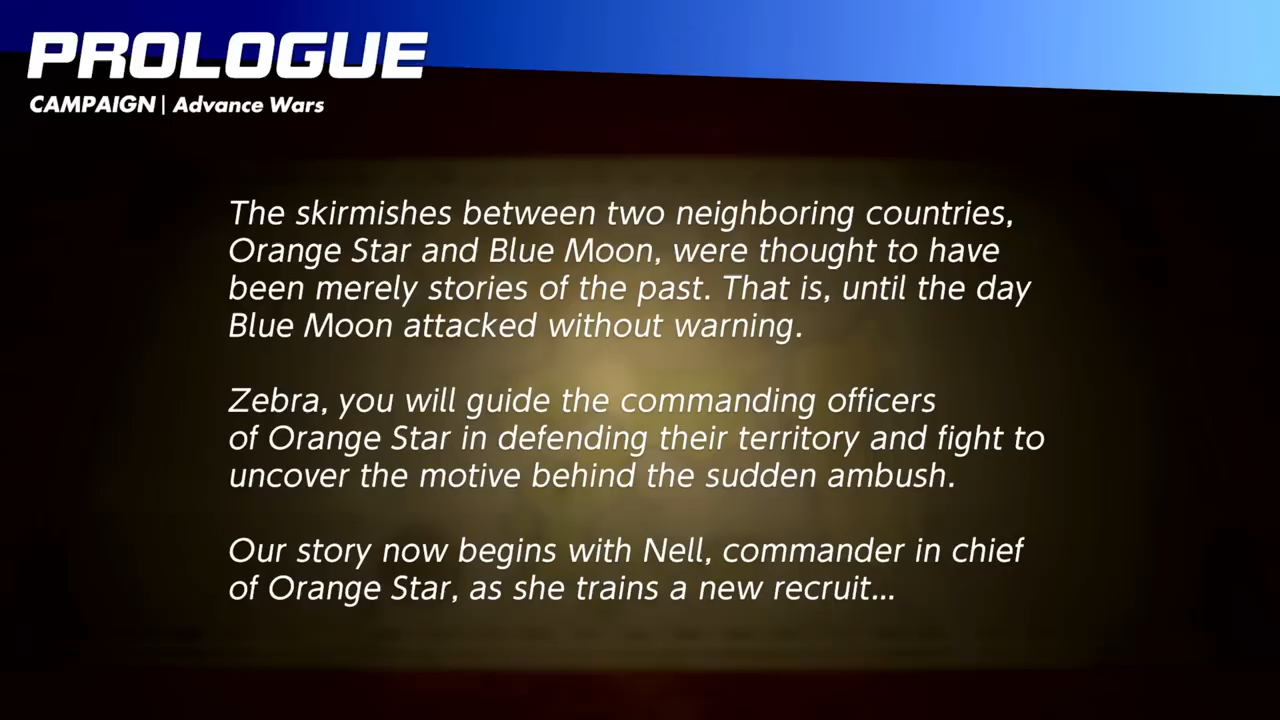 PROLOGUE
CAMPAIGN | Advance Wars
The skirmishes between two neighboring countries,
Orange Star and Blue Moon, were thought to have
been merely stories of the past. That is, until the day
Blue Moon attacked without warning.
Zebra, you will guide the commanding officers
of Orange Star in defending their territory and fight to
uncover the motive behind the sudden ambush.
Our story now begins with Nell, commander in chief
of Orange Star, as she trains a new recruit...